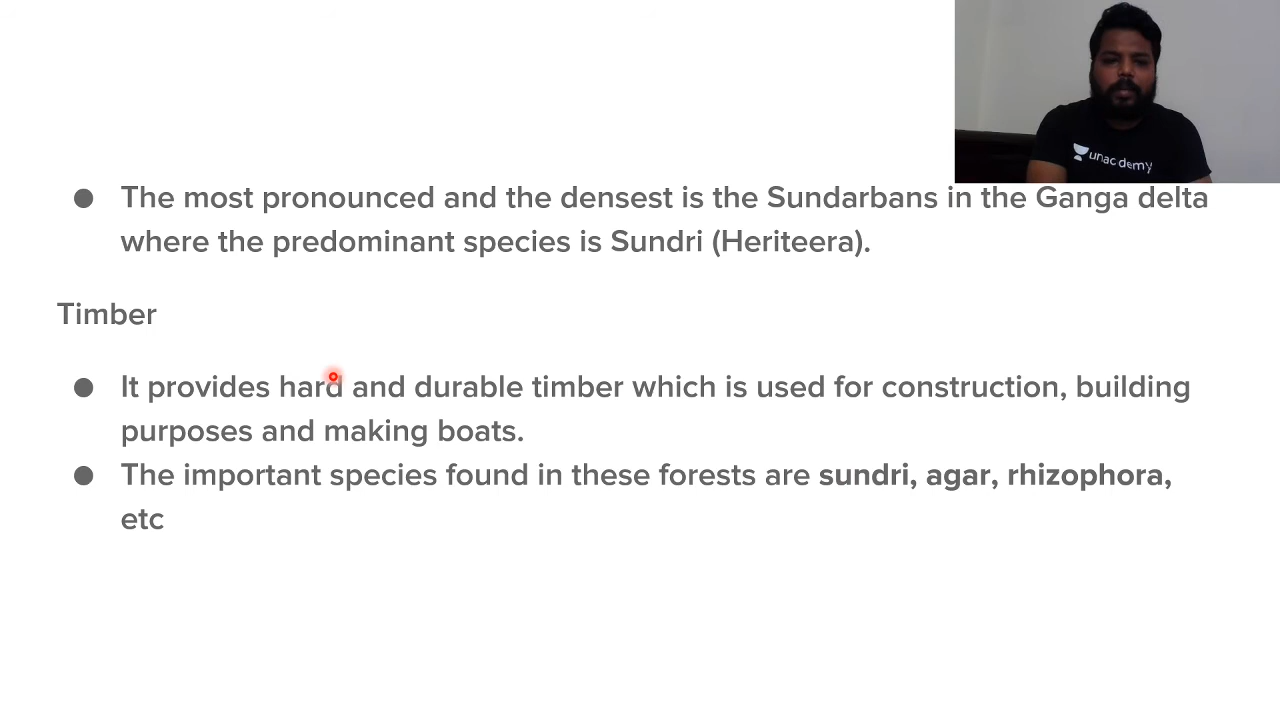 unacademy
● The most pronounced and the densest is the Sundarbans in the Ganga delta
where the predominant species is Sundri (Heriteera).
Timber
● It provides hard and durable timber which is used for construction, building
purposes and making boats.
● The important species found in these forests are sundri, agar, rhizophora,
etc